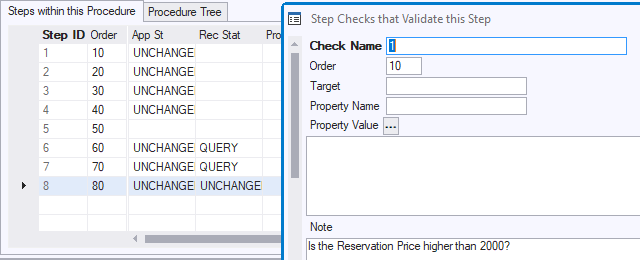 Steps within this Procedure Procedure Tree
Step ID Order App St Rec Stat Pro
1 10 UNCHANGE
2 20 UNCHANGE
3 30 UNCHANGE
4 40 UNCHANGE
5 50
6 60 UNCHANGE QUERY
7 70 UNCHANGE QUERY
8 80 UNCHANGE UNCHANGE
Step Checks that Validate this Step
Check Name 1
Order 10
Target
Property Name
Property Value ...
Note
Is the Reservation Price higher than 2000?